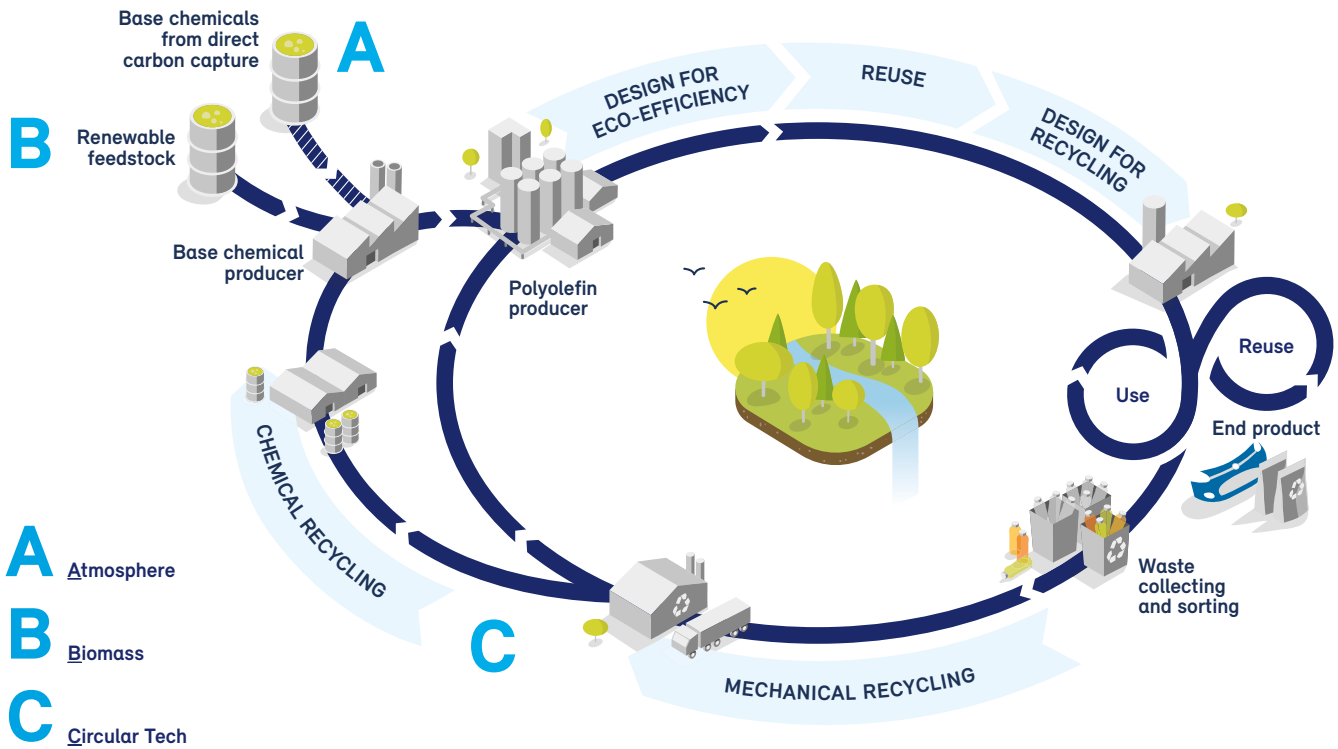 Base chemicals
from direct
carbon capture
A
B
Renewable
feedstock
Base chemical
producer
Polyolefin
producer
DESIGN FOR
ECO-EFFICIENCY
REUSE
DESIGN FOR
RECYCLING
Use
Reuse
End product
Waste
collecting
and sorting
MECHANICAL RECYCLING
C
CHEMICAL RECYCLING
A
Atmosphere
B
Biomass
C
Circular Tech